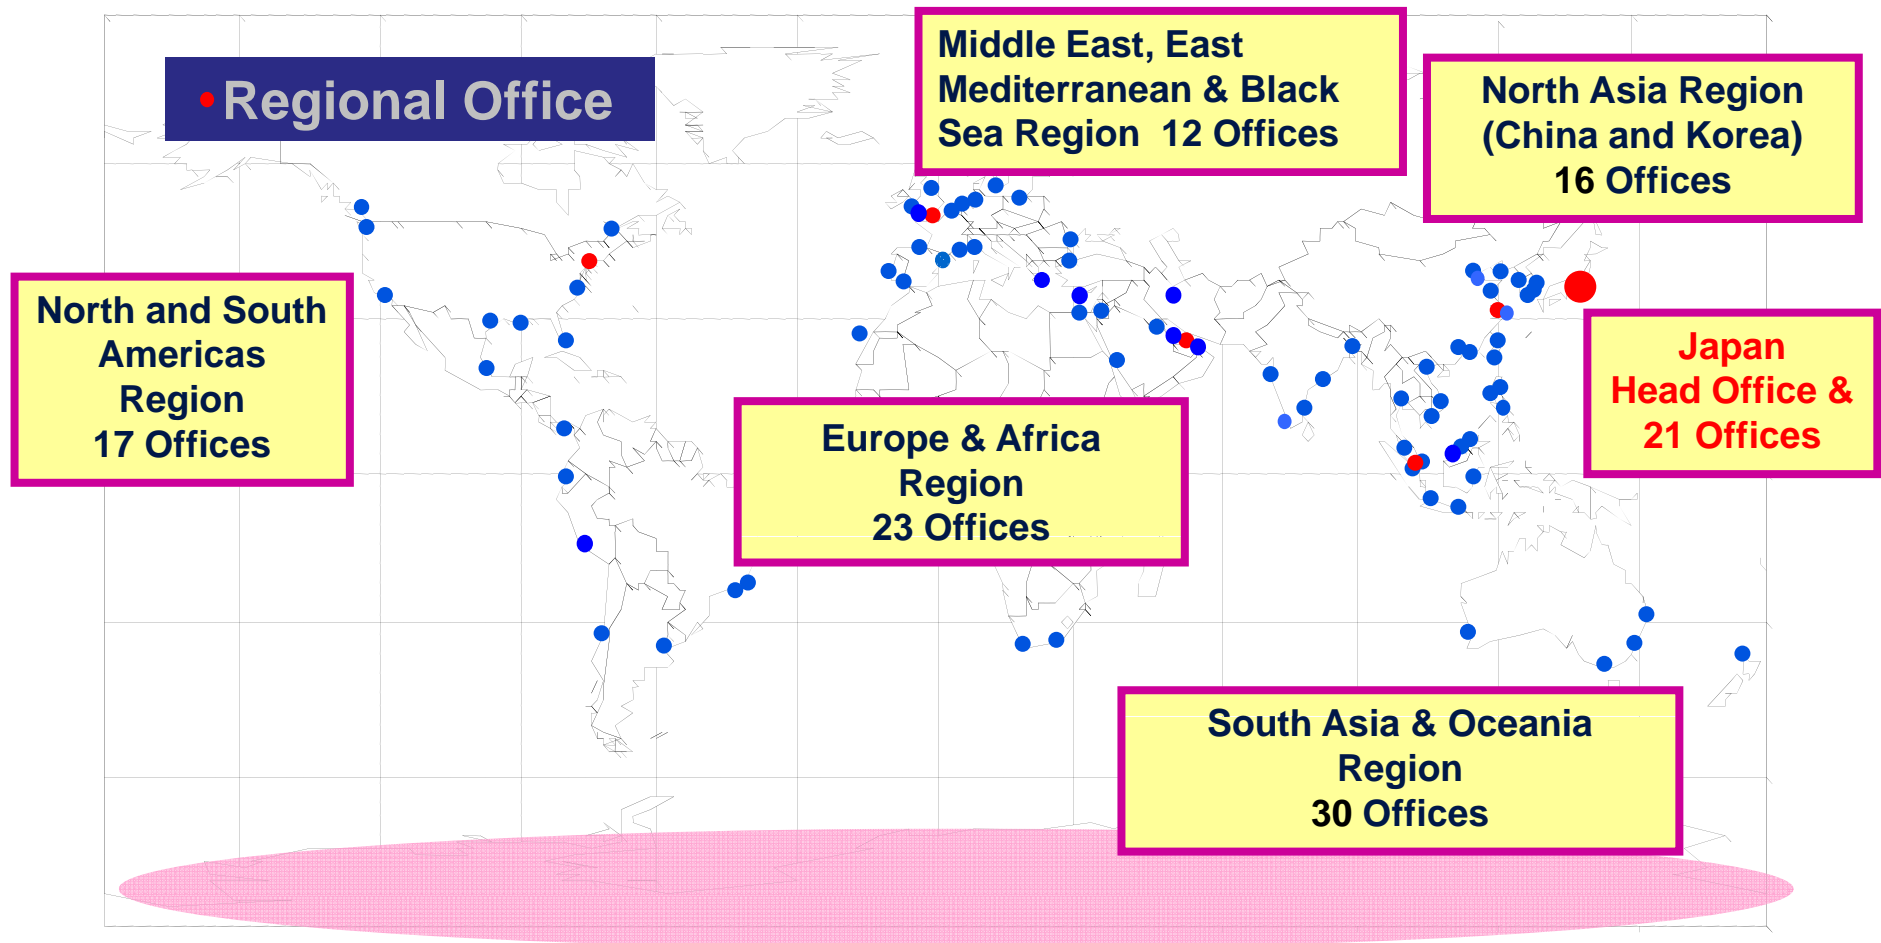 • Regional Office
Middle East, East
Mediterranean & Black
Sea Region  12 Offices
North Asia Region
(China and Korea)
16 Offices
North and South
Americas
Region
17 Offices
Japan
Head Office &
21 Offices
Europe & Africa
Region
23 Offices
South Asia & Oceania
Region
30 Offices